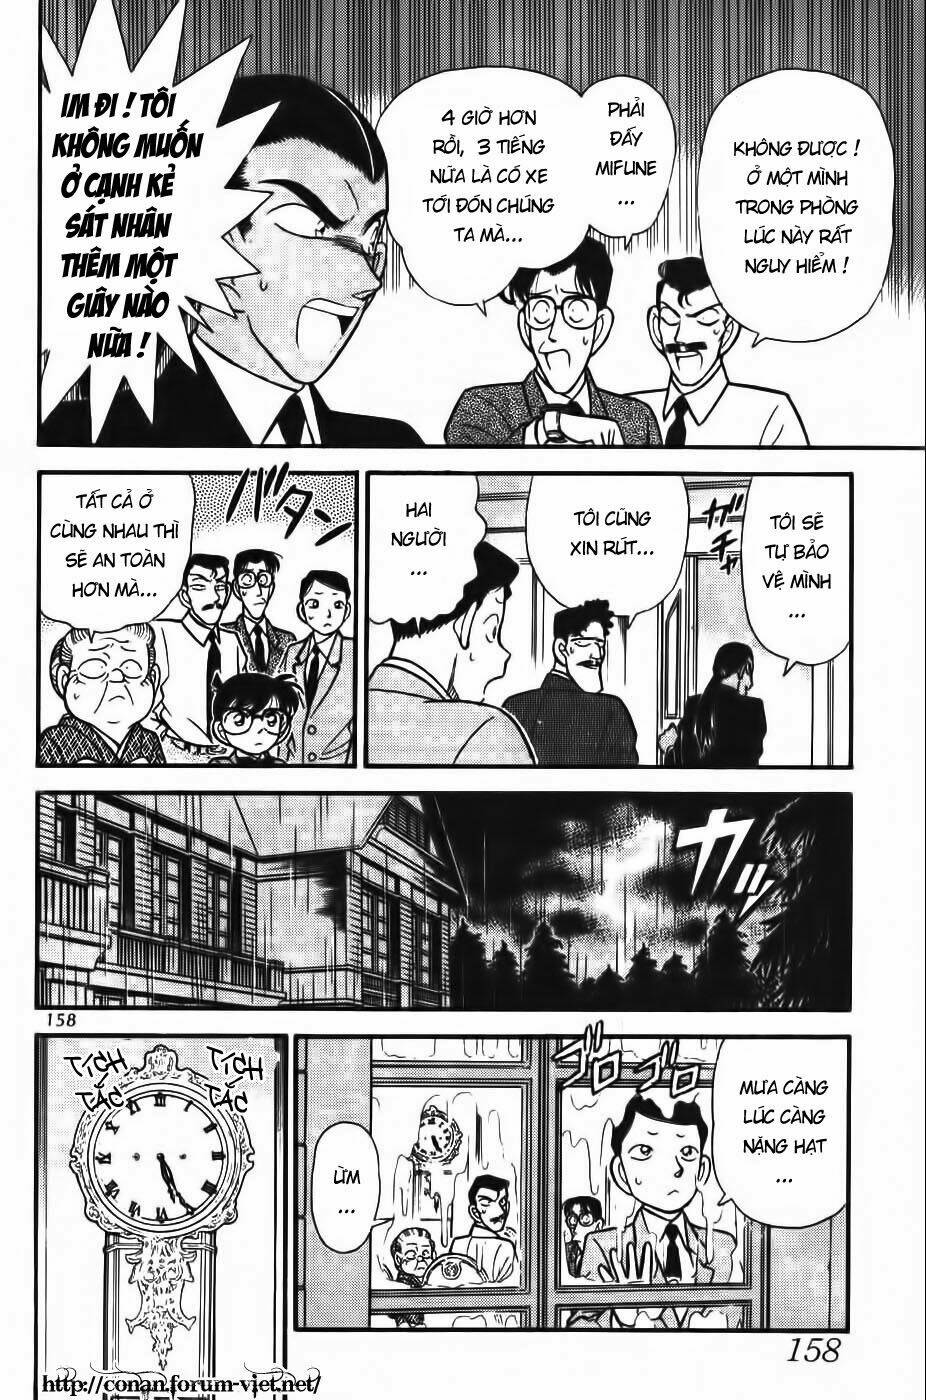 KHÔNG ĐƯỢC !
Ở MỘT MÌNH
TRONG PHÒNG
LÚC NÀY RẤT
NGUY HIỂM !
PHẢI
ĐẤY
MIFUNE
...
4 GIỜ HƠN
RỒI, 3 TIẾNG
NỮA LÀ CÓ XE
TỚI ĐÓN CHÚNG
TA MÀ...
IM ĐI ! TÔI
KHÔNG MUỐN
Ở CẠNH KẺ
SÁT NHÂN
THÊM MỘT
GIÂY NÀO
NỮA !
TÔI SẼ
TỰ BẢO
VỆ MÌNH
...
ガチャ
TÔI CŨNG
XIN RÚT...
HAI
NGƯỜI
...
バタン
TẤT CẢ Ở
CÙNG NHAU THÌ
SẼ AN TOÀN
HƠN MÀ...
カッ
158
MƯA CÀNG
LÚC CÀNG
NẶNG HẠT
...
ゴロゴロ
ỪM
...
TÍCH
TẮC
TÍCH
TẮC
158
http://conan.forum-viet.net/